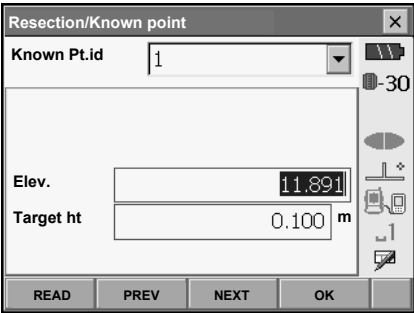 Resection/Known point
Known Pt.id 1
-30
Elev. 11.891
Target ht 0.100 m
1
READ PREV NEXT OK